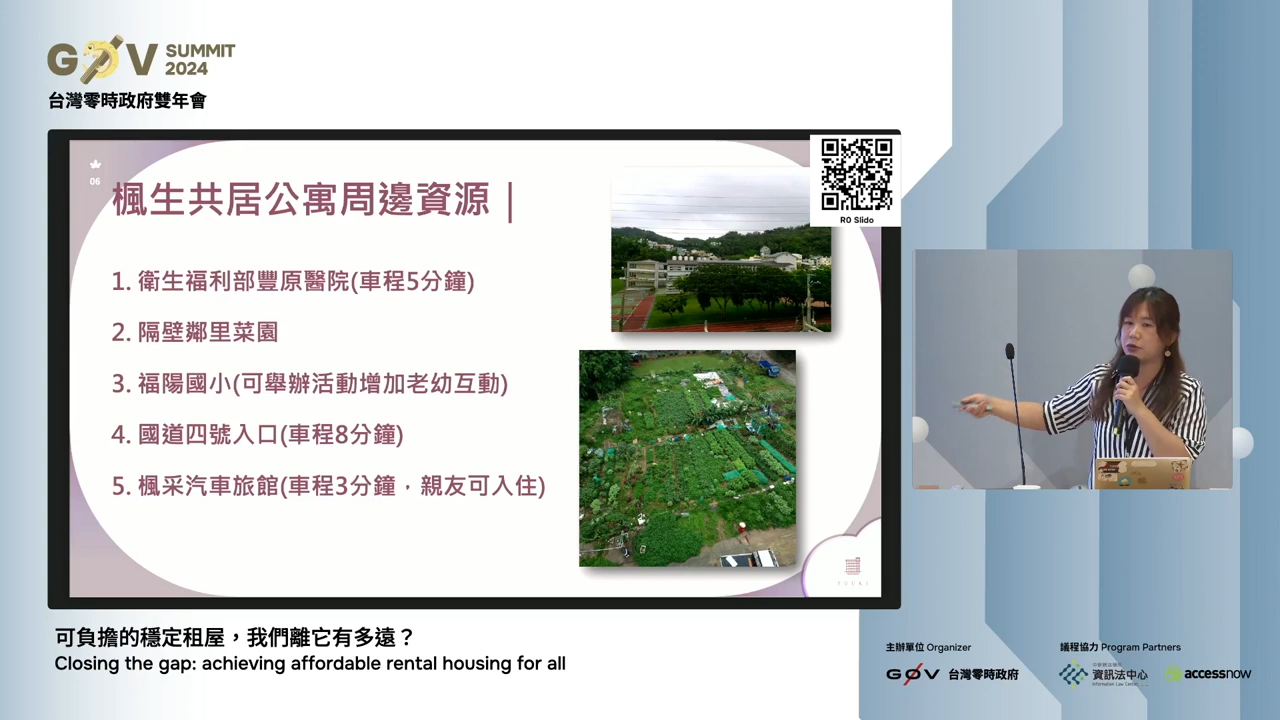 G0V SUMMIT 2024
台灣零時政府雙年會
06
楓生共居公寓周邊資源｜
1. 衛生福利部豐原醫院(車程5分鐘)
2. 隔壁鄰里菜園
3. 福陽國小(可舉辦活動增加老幼互動)
4. 國道四號入口(車程8分鐘)
5. 楓采汽車旅館(車程3分鐘，親友可入住)
R0 Slido
可負擔的穩定租屋，我們離它有多遠？
Closing the gap: achieving affordable rental housing for all
主辦單位 Organizer
議程協力 Program Partners
G0V 台灣零時政府
資訊法中心
Information Law Center
accessnow